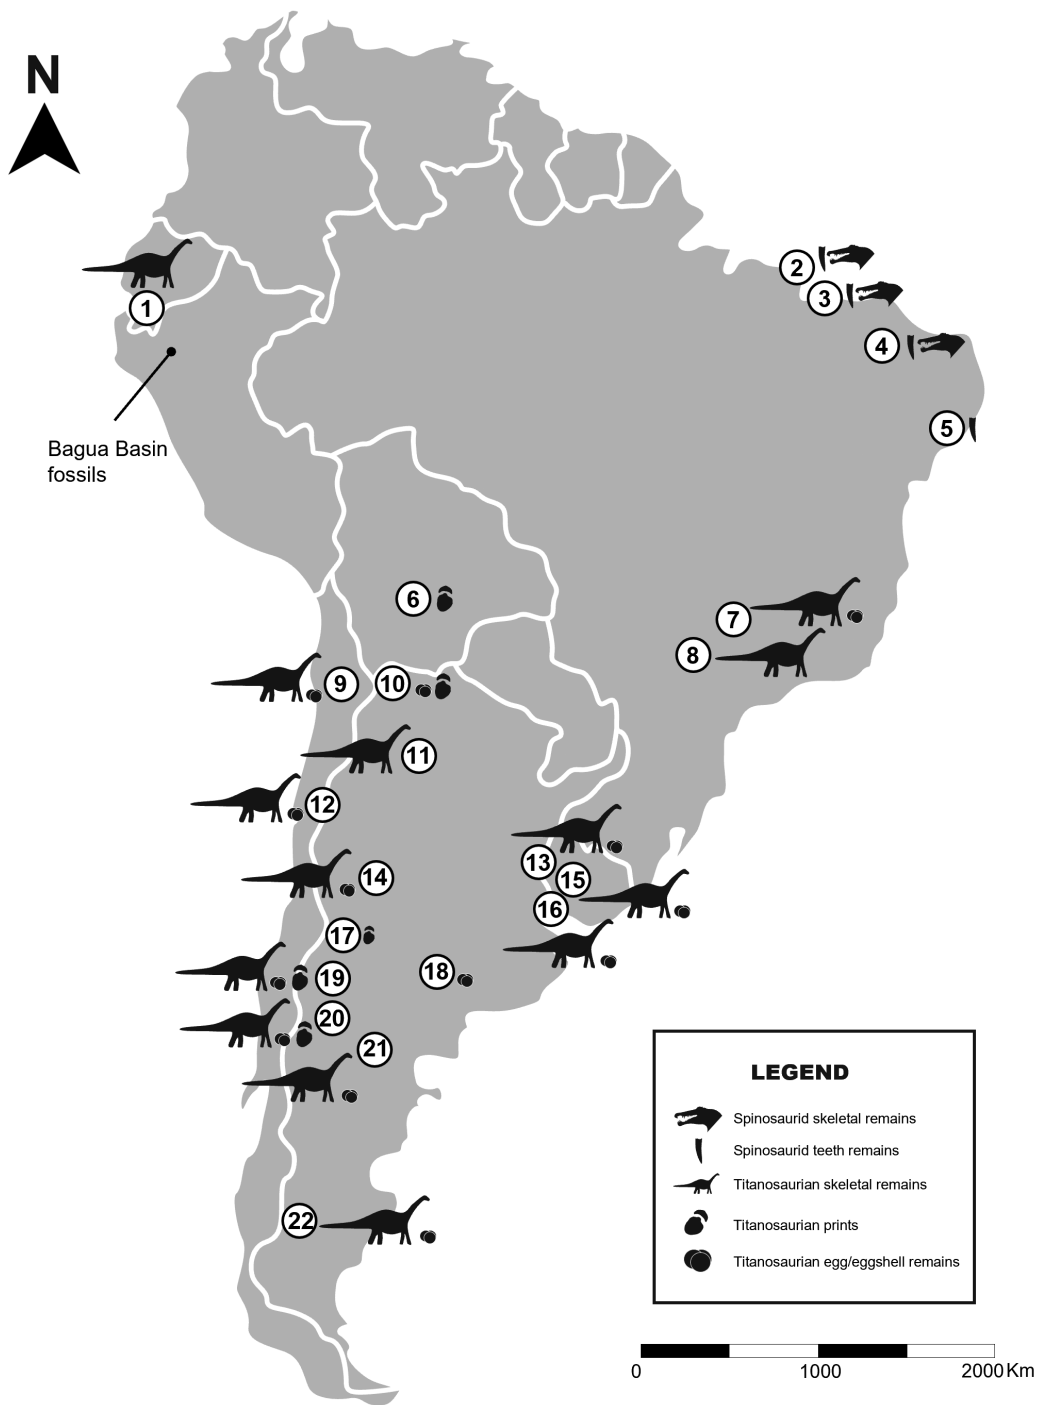 N
1
2
3
4
5
Bagua Basin
fossils
6
7
8
9
10
11
12
13
14
15
16
17
18
19
20
21
22
LEGEND
Spinosaurid skeletal remains
Spinosaurid teeth remains
Titanosaurian skeletal remains
Titanosaurian prints
Titanosaurian egg/eggshell remains
0 1000 2000 Km